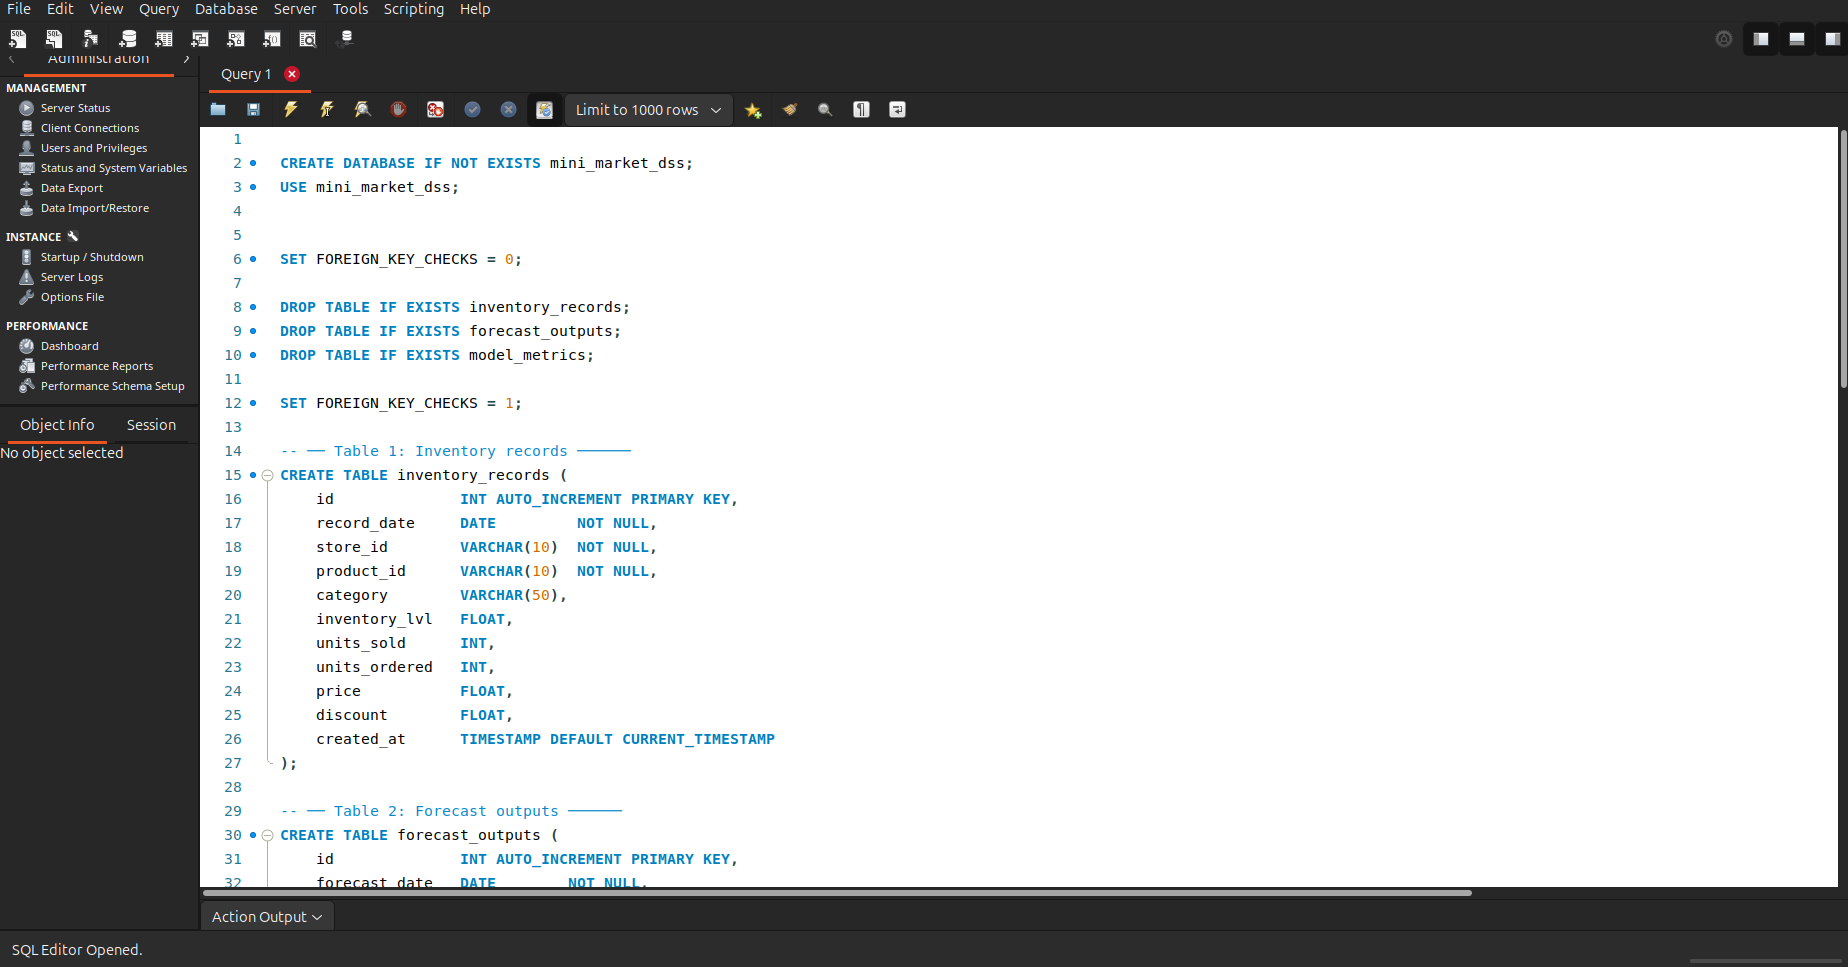 File Edit View Query Database Server Tools Scripting Help
Administration
MANAGEMENT
Server Status
Client Connections
Users and Privileges
Status and System Variables
Data Export
Data Import/Restore
INSTANCE
Startup / Shutdown
Server Logs
Options File
PERFORMANCE
Dashboard
Performance Reports
Performance Schema Setup
Object Info Session
No object selected
Query 1
Limit to 1000 rows
1
2 CREATE DATABASE IF NOT EXISTS mini_market_dss;
3 USE mini_market_dss;
4
5
6 SET FOREIGN_KEY_CHECKS = 0;
7
8 DROP TABLE IF EXISTS inventory_records;
9 DROP TABLE IF EXISTS forecast_outputs;
10 DROP TABLE IF EXISTS model_metrics;
11
12 SET FOREIGN_KEY_CHECKS = 1;
13
14 -- ── Table 1: Inventory records ──────
15 CREATE TABLE inventory_records (
16 id INT AUTO_INCREMENT PRIMARY KEY,
17 record_date DATE NOT NULL,
18 store_id VARCHAR(10) NOT NULL,
19 product_id VARCHAR(10) NOT NULL,
20 category VARCHAR(50),
21 inventory_lvl FLOAT,
22 units_sold INT,
23 units_ordered INT,
24 price FLOAT,
25 discount FLOAT,
26 created_at TIMESTAMP DEFAULT CURRENT_TIMESTAMP
27 );
28
29 -- ── Table 2: Forecast outputs ──────
30 CREATE TABLE forecast_outputs (
31 id INT AUTO_INCREMENT PRIMARY KEY,
32 forecast_date DATE NOT NULL,
Action Output
SQL Editor Opened.